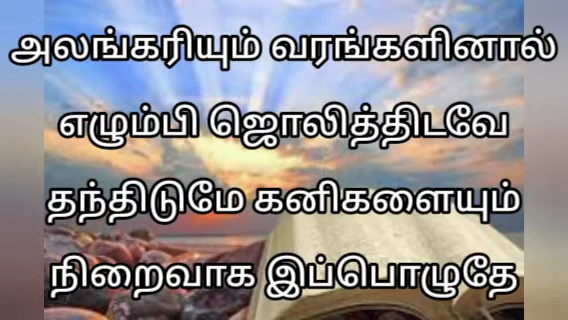 அலங்கரியும் வரங்களினால்
எழும்பி ஜொலித்திடவே
தந்திடுமே கனிகளையும்
நிறைவாக இப்பொழுதே